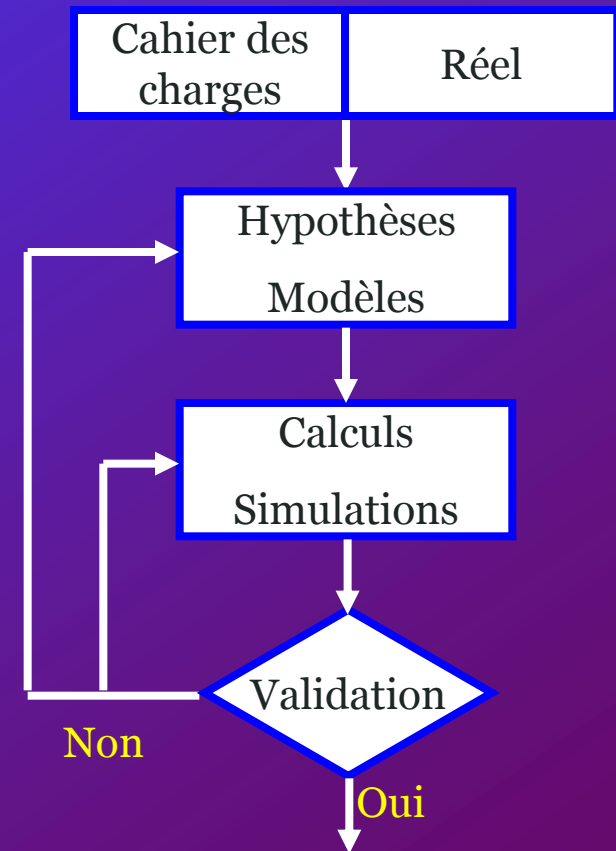 Cahier des
charges
Réel
Hypothèses
Modèles
Calculs
Simulations
Validation
Non
Oui